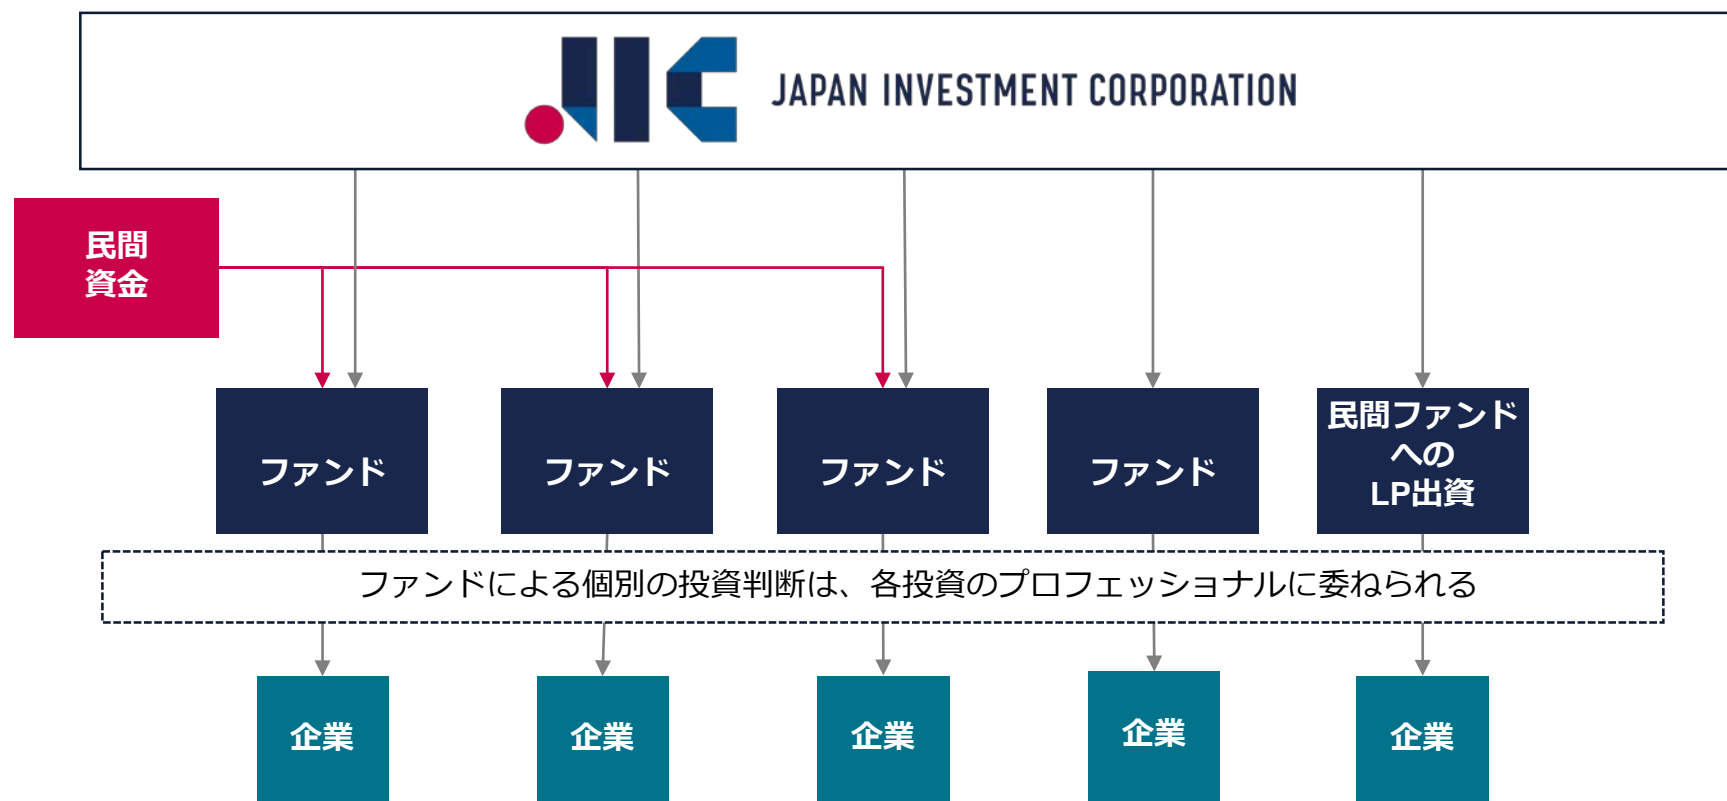 JIC JAPAN INVESTMENT CORPORATION
民間
資金
ファンド
ファンド
ファンド
ファンド
民間ファンド
への
LP出資
ファンドによる個別の投資判断は、各投資のプロフェッショナルに委ねられる
企業
企業
企業
企業
企業